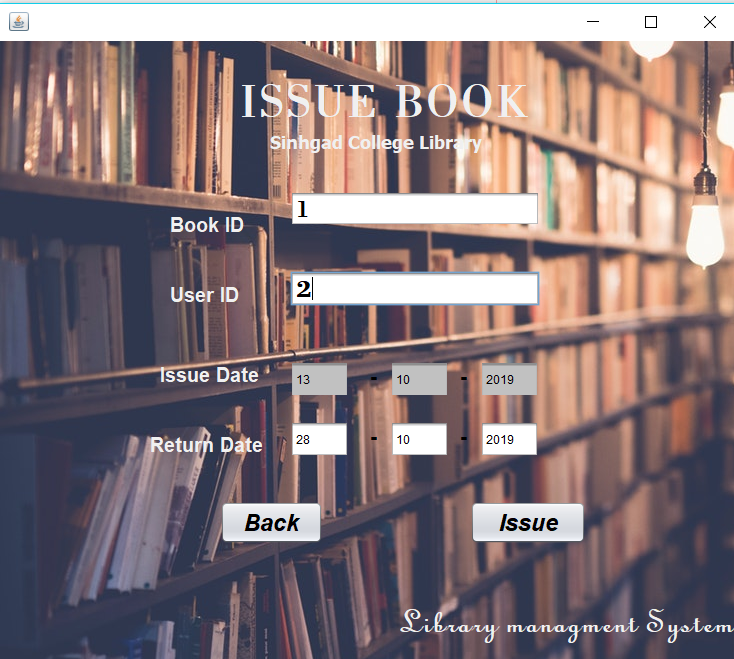 ISSUE BOOK
Sinhgad College Library
Book ID 1
User ID 2
Issue Date 13 - 10 - 2019
Return Date 28 - 10 - 2019
Back Issue
Library managment System